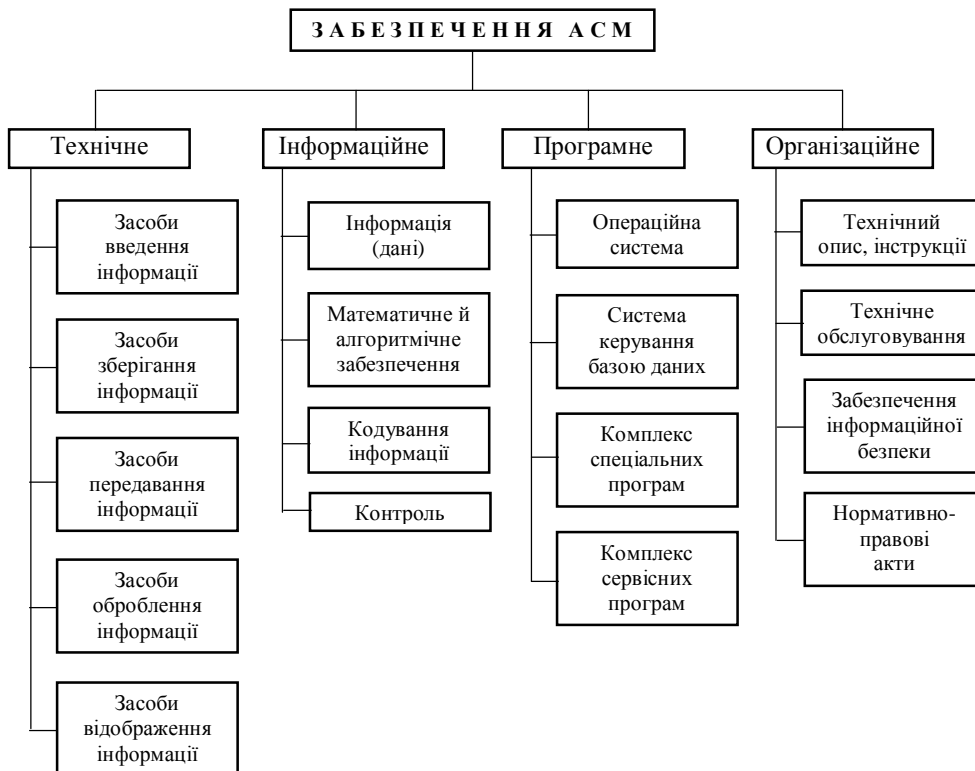 ЗАБЕЗПЕЧЕННЯ АСМ
Технічне
Засоби
введення
інформації
Засоби
зберігання
інформації
Засоби
передавання
інформації
Засоби
оброблення
інформації
Засоби
відображення
інформації
Інформаційне
Інформація
(дані)
Математичне й
алгоритмічне
забезпечення
Кодування
інформації
Контроль
Програмне
Операційна
система
Система
керування
базою даних
Комплекс
спеціальних
програм
Комплекс
сервісних
програм
Організаційне
Технічний
опис, інструкції
Технічне
обслуговування
Забезпечення
інформаційної
безпеки
Нормативно-
правові
акти